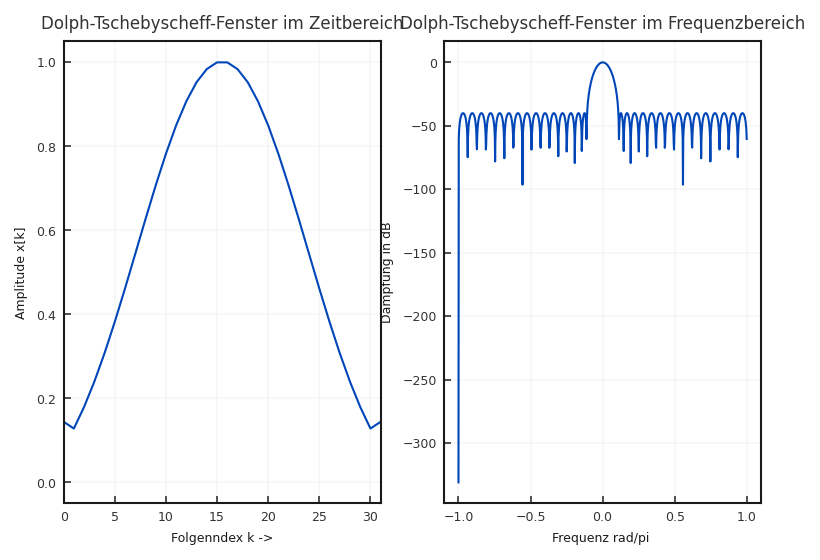 Dolph-Tschebyscheff-Fenster im Zeitbereich
1.0
0.8
0.6
0.4
0.2
0.0
Amplitude x[k]
0 5 10 15 20 25 30
Folgenndex k ->
Dolph-Tschebyscheff-Fenster im Frequenzbereich
0
−50
−100
−150
−200
−250
−300
Dämpfung in dB
−1.0 −0.5 0.0 0.5 1.0
Frequenz rad/pi